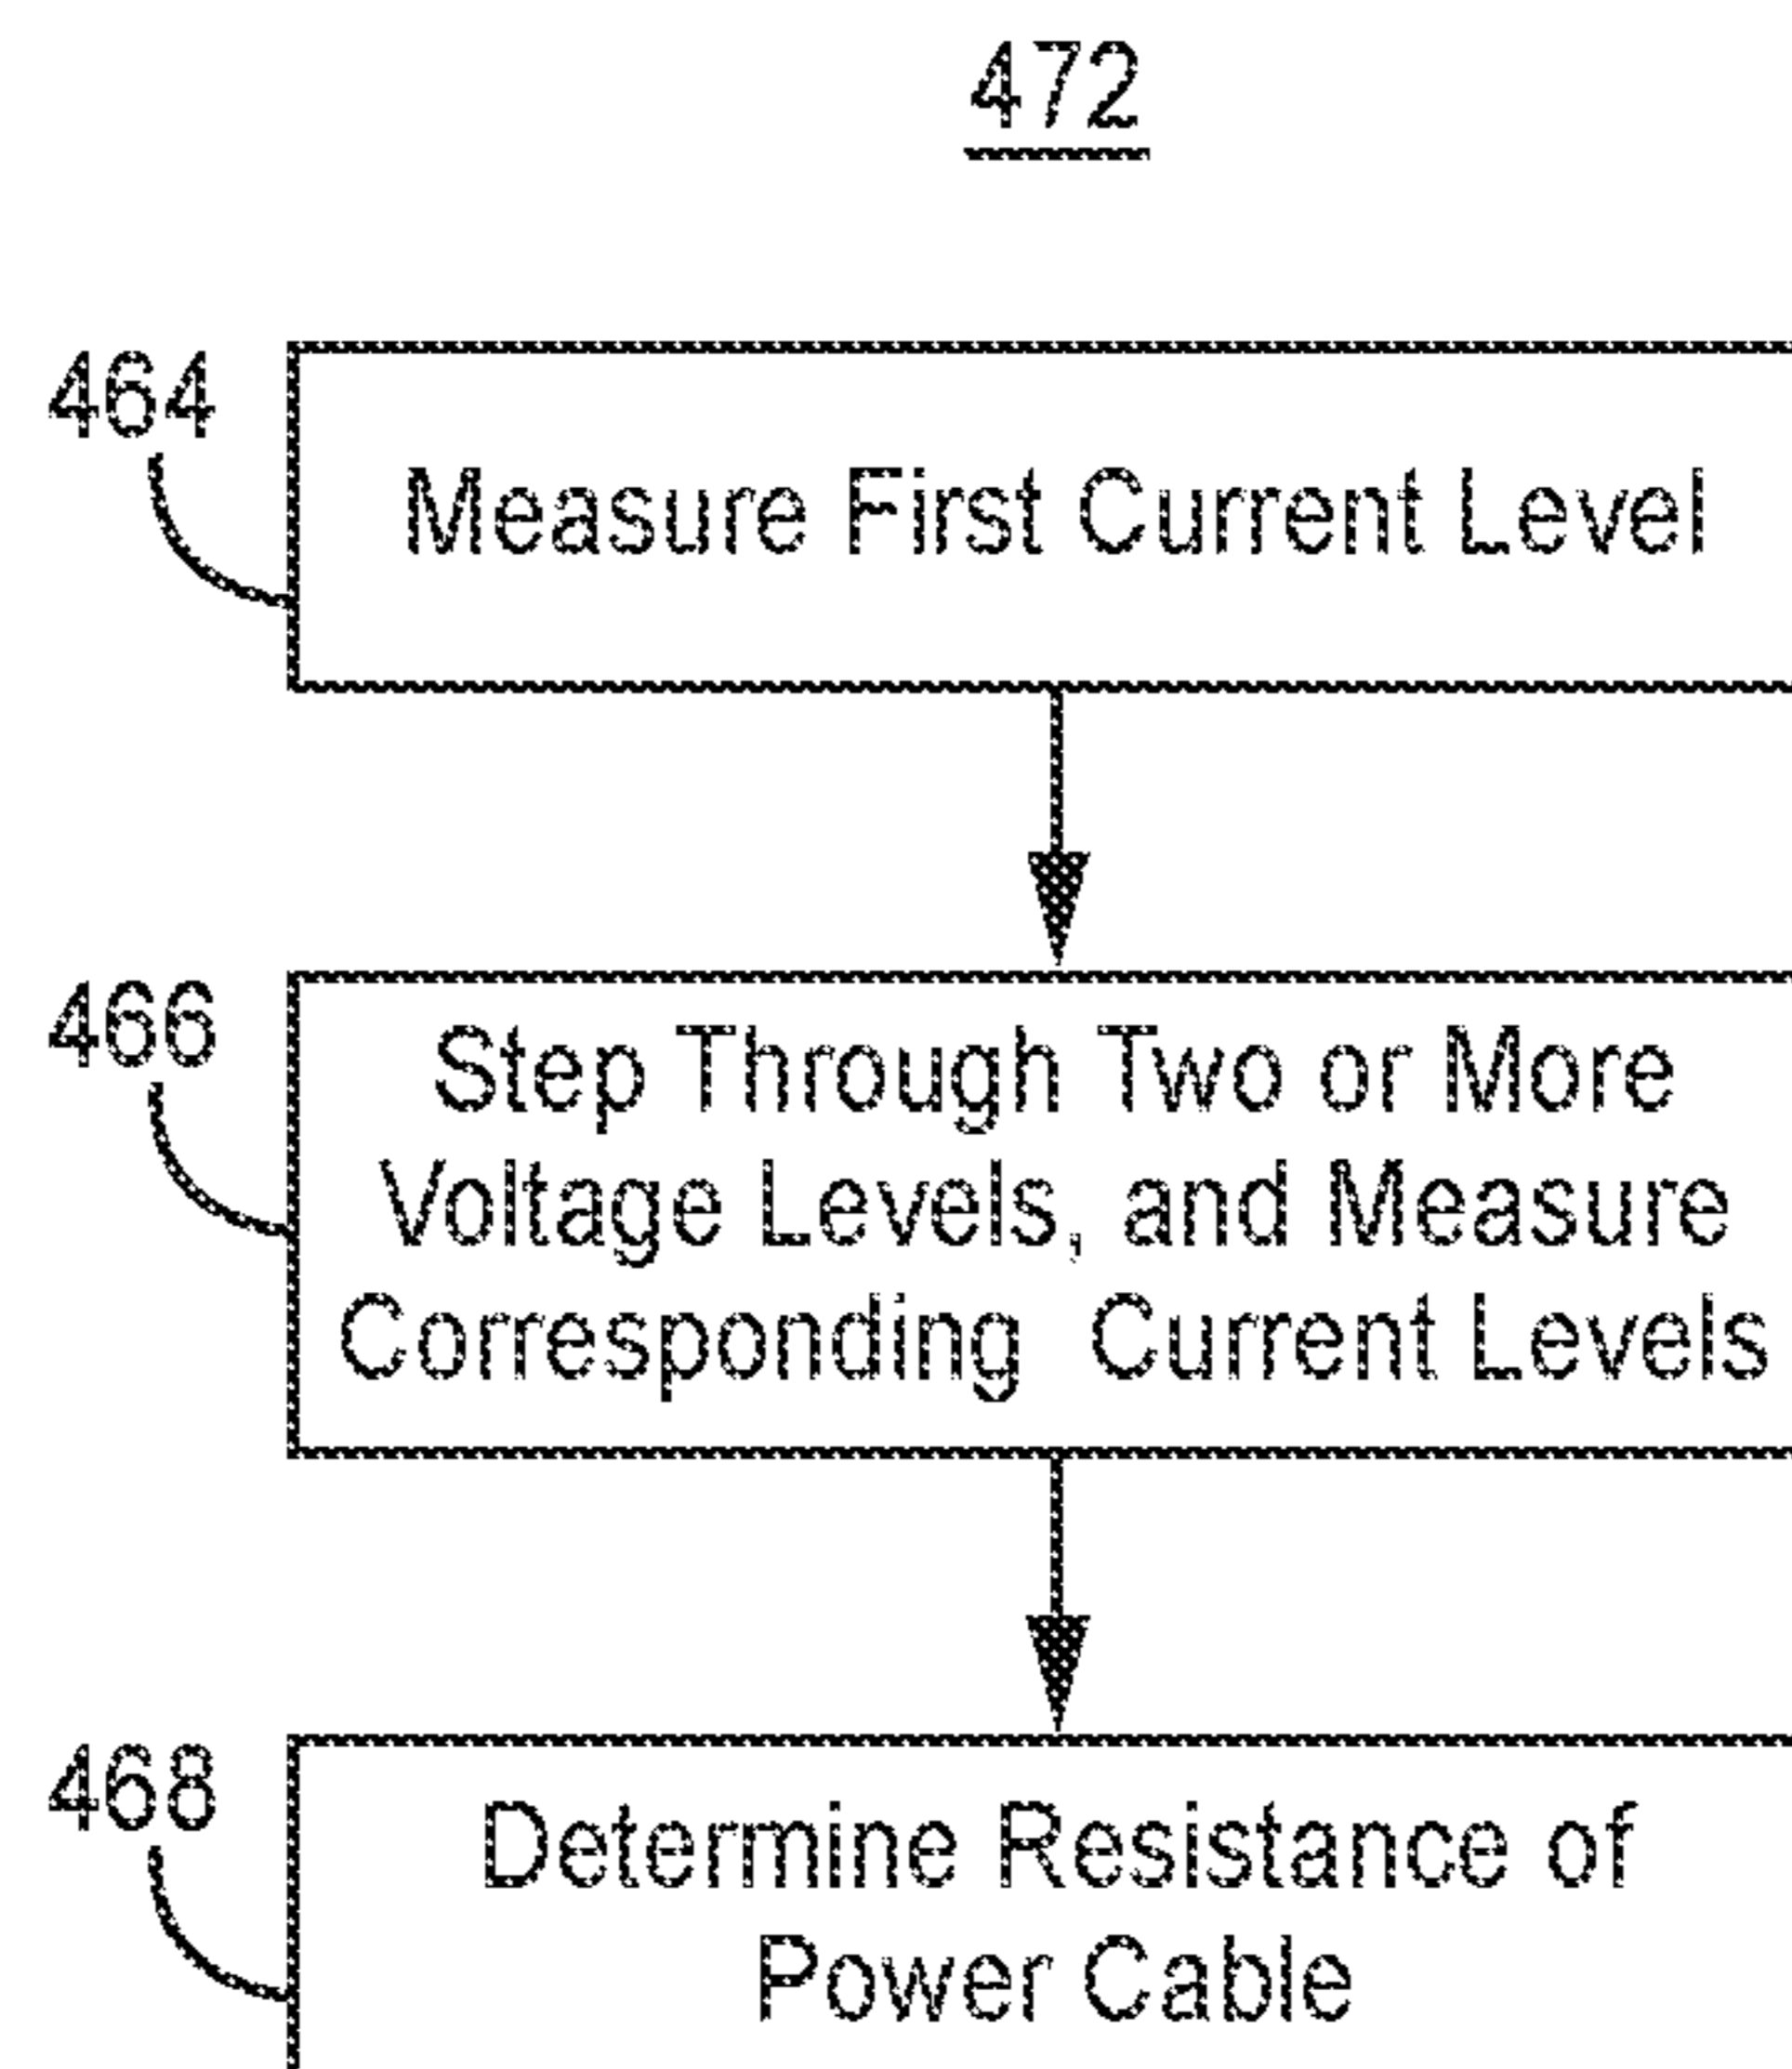 472
464
Measure First Current Level
466
Step Through Two or More
Voltage Levels, and Measure
Corresponding Current Levels
468
Determine Resistance of
Power Cable